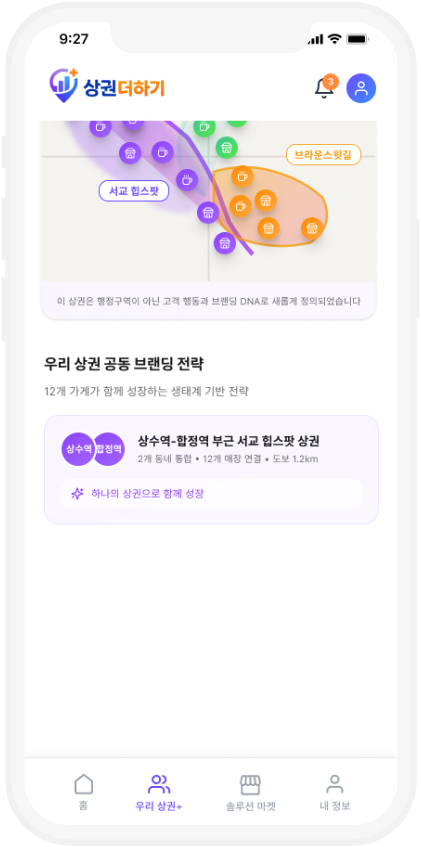 9:27
상권더하기
3
브라운스윗길
서교 힙스팟
이 상권은 행정구역이 아닌 고객 행동과 브랜딩 DNA로 새롭게 정의되었습니다
우리 상권 공동 브랜딩 전략
12개 가게가 함께 성장하는 생태계 기반 전략
상수역 합정역
상수역-합정역 부근 서교 힙스팟 상권
2개 동네 통합 • 12개 매장 연결 • 도보 1.2km
하나의 상권으로 함께 성장
홈
우리 상권+
솔루션 마켓
내 정보